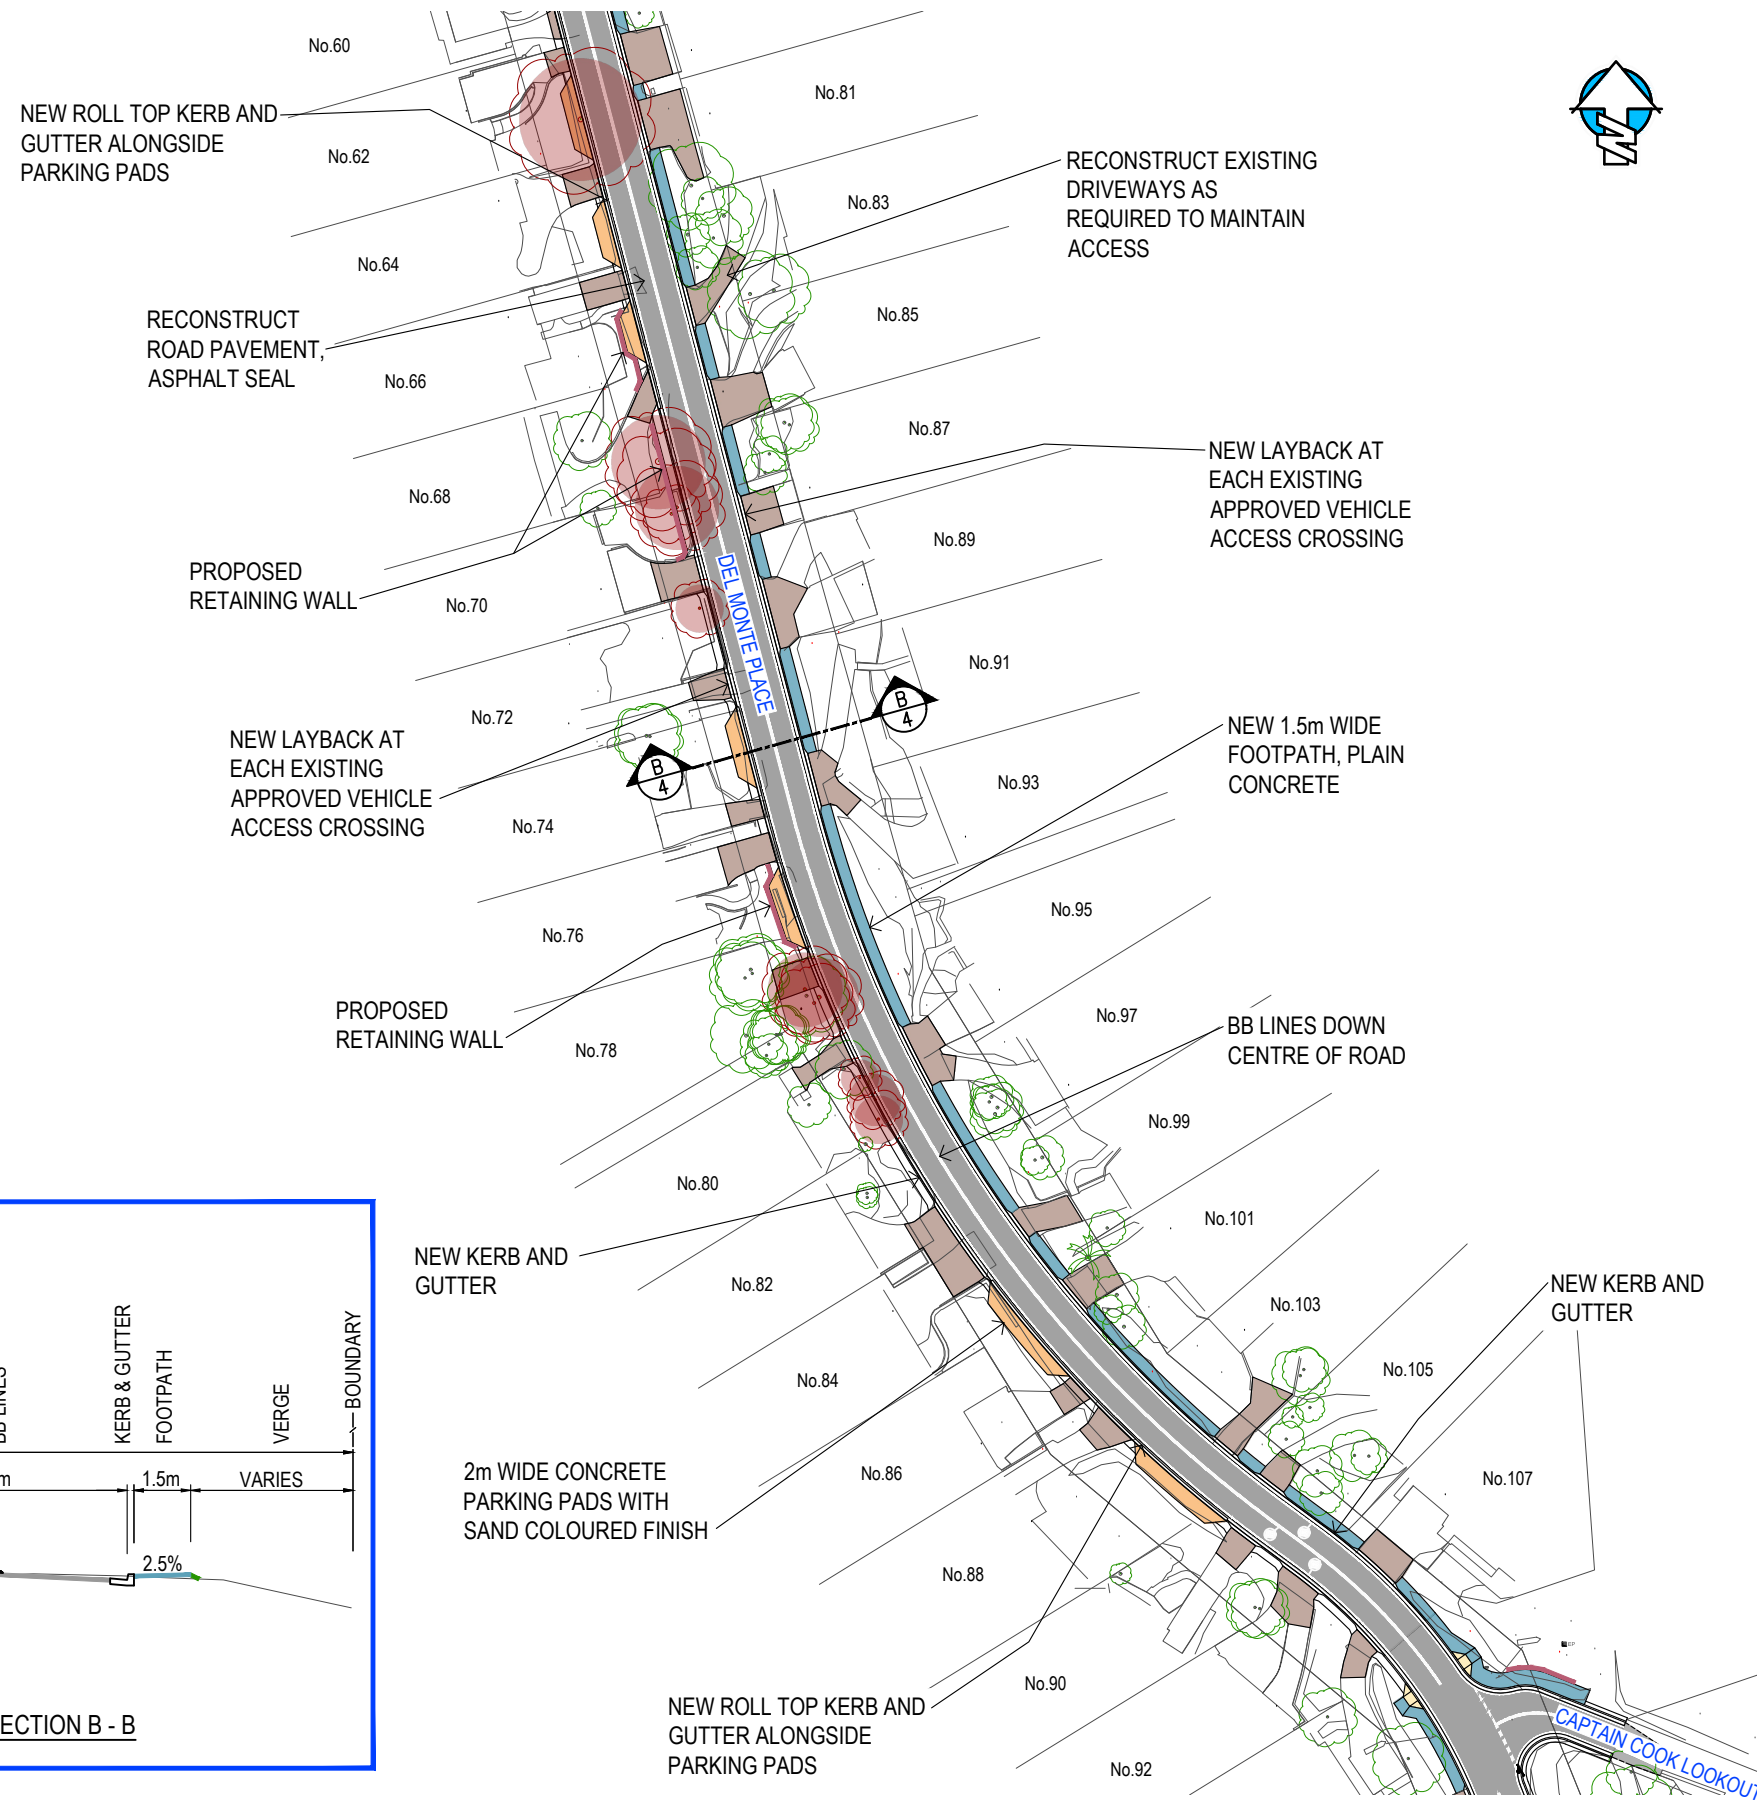 No.60
NEW ROLL TOP KERB AND
GUTTER ALONGSIDE
PARKING PADS
No.62
No.81
RECONSTRUCT EXISTING
DRIVEWAYS AS
REQUIRED TO MAINTAIN
ACCESS
No.83
No.64
RECONSTRUCT
ROAD PAVEMENT,
ASPHALT SEAL
No.85
No.66
No.87
NEW LAYBACK AT
EACH EXISTING
APPROVED VEHICLE
ACCESS CROSSING
No.68
No.89
PROPOSED
RETAINING WALL
No.70
DEL MONTE PLACE
No.91
B
4
No.72
NEW LAYBACK AT
EACH EXISTING
APPROVED VEHICLE
ACCESS CROSSING
B
4
NEW 1.5m WIDE
FOOTPATH, PLAIN
CONCRETE
No.93
No.74
No.95
No.76
PROPOSED
RETAINING WALL
No.97
BB LINES DOWN
CENTRE OF ROAD
No.78
No.99
No.80
No.101
NEW KERB AND
GUTTER
No.82
No.103
NEW KERB AND
GUTTER
No.84
No.105
2m WIDE CONCRETE
PARKING PADS WITH
SAND COLOURED FINISH
No.86
No.107
No.88
No.90
NEW ROLL TOP KERB AND
GUTTER ALONGSIDE
PARKING PADS
No.92
EP
CAPTAIN COOK LOOKOUT
N
BB LINES
KERB & GUTTER
FOOTPATH
VERGE
BOUNDARY
m
1.5m
VARIES
2.5%
ECTION B - B